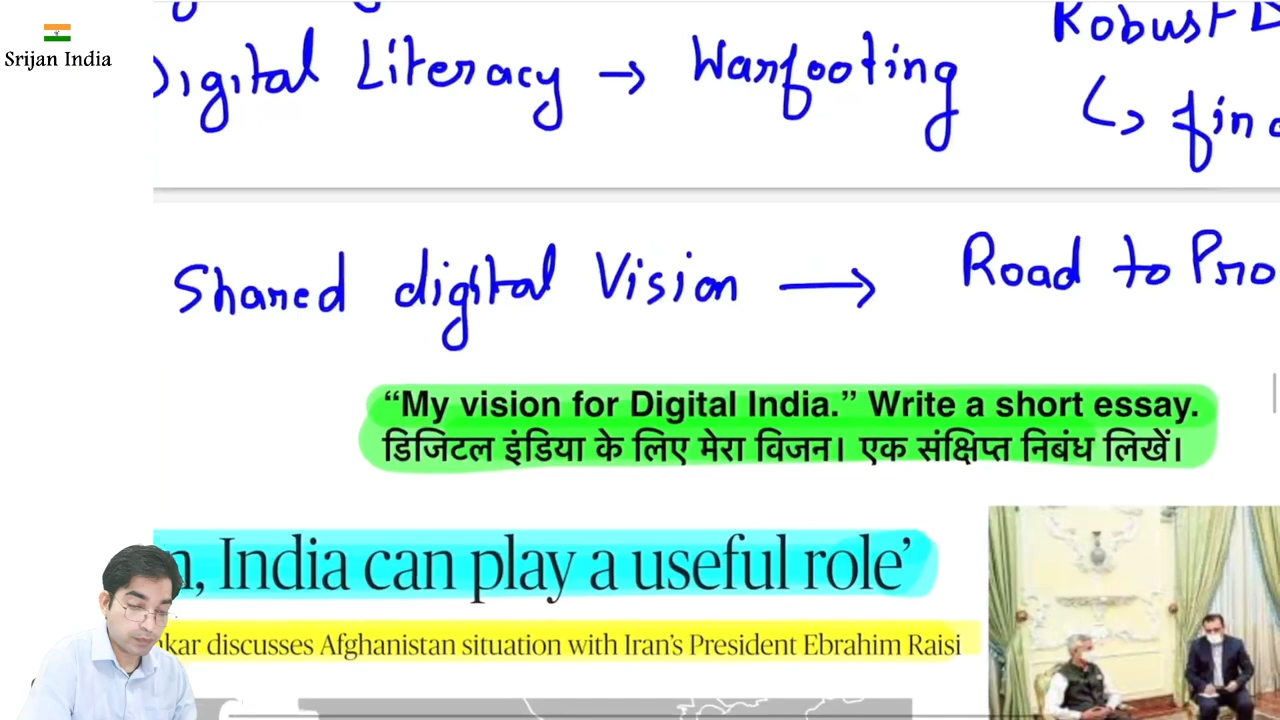 Srijan India
Digital Literacy → Warfooting
Robust
Shared digital Vision → Road to
“My vision for Digital India.” Write a short essay.
डिजिटल इंडिया के लिए मेरा विजन। एक संक्षिप्त निबंध लिखें।
India can play a useful role’
discusses Afghanistan situation with Iran’s President Ebrahim Raisi